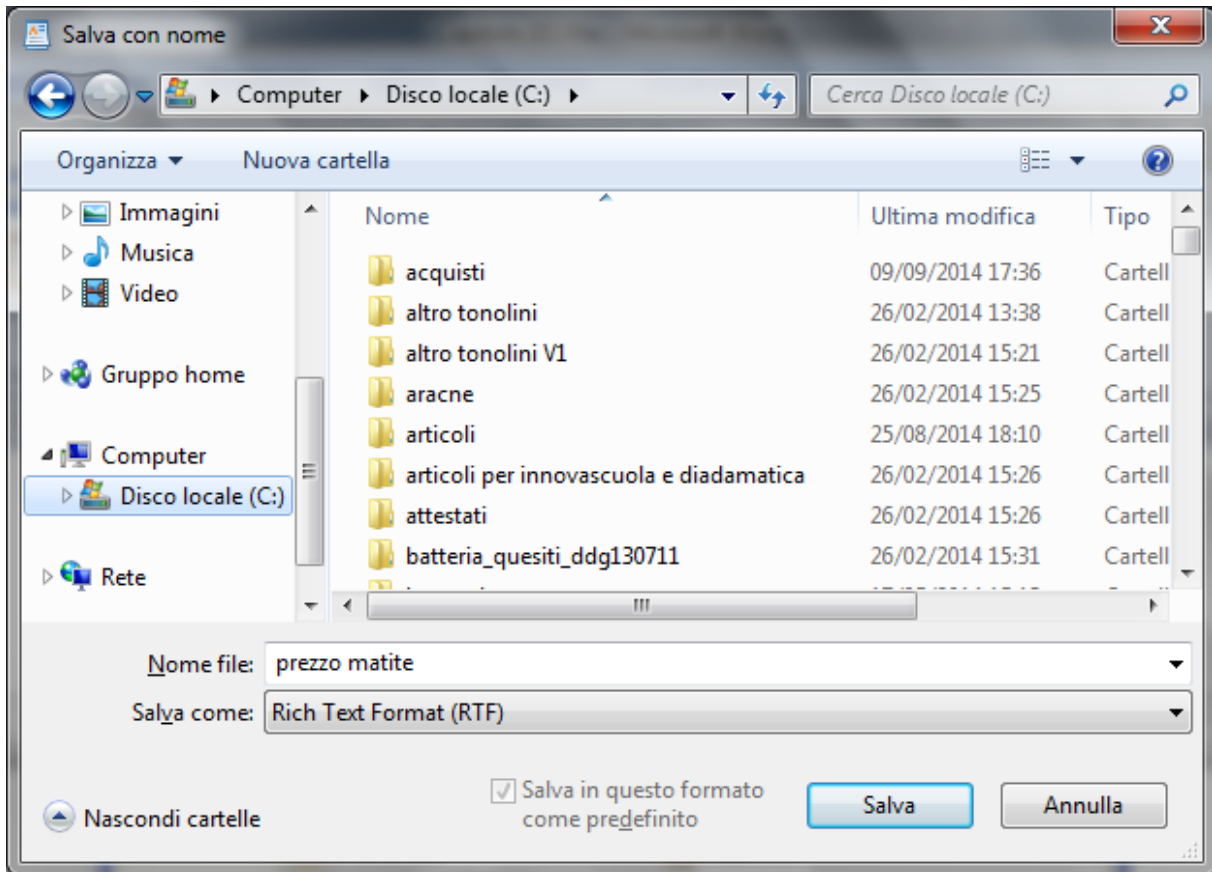 Salva con nome
Computer Disco locale (C:) Cerca Disco locale (C:)
Organizza Nuova cartella
Immagini
Musica
Video
Gruppo home
Computer
Disco locale (C:)
Rete
Nome Ultima modifica Tipo
acquisti 09/09/2014 17:36 Cartell
altro tonolini 26/02/2014 13:38 Cartell
altro tonolini V1 26/02/2014 15:21 Cartell
aracne 26/02/2014 15:25 Cartell
articoli 25/08/2014 18:10 Cartell
articoli per innovascuola e diadamatica 26/02/2014 15:26 Cartell
attestati 26/02/2014 15:26 Cartell
batteria_quesiti_ddg130711 26/02/2014 15:31 Cartell
Nome file: prezzo matite
Salva come: Rich Text Format (RTF)
Salva in questo formato
come predefinito
Salva Annulla
Nascondi cartelle